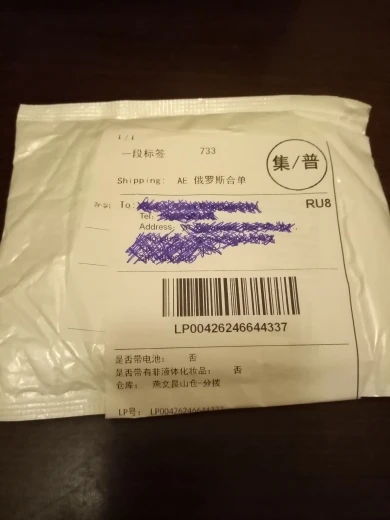 1/1
一段标签 733
集/普
Shipping: AE 俄罗斯合单
To:
RU8
Tel:
Address:
LP00426246644337
是否带电池: 否
是否带有非液体化妆品: 否
仓库: 燕文昆山仓-分拨
LP号: LP00426246644337